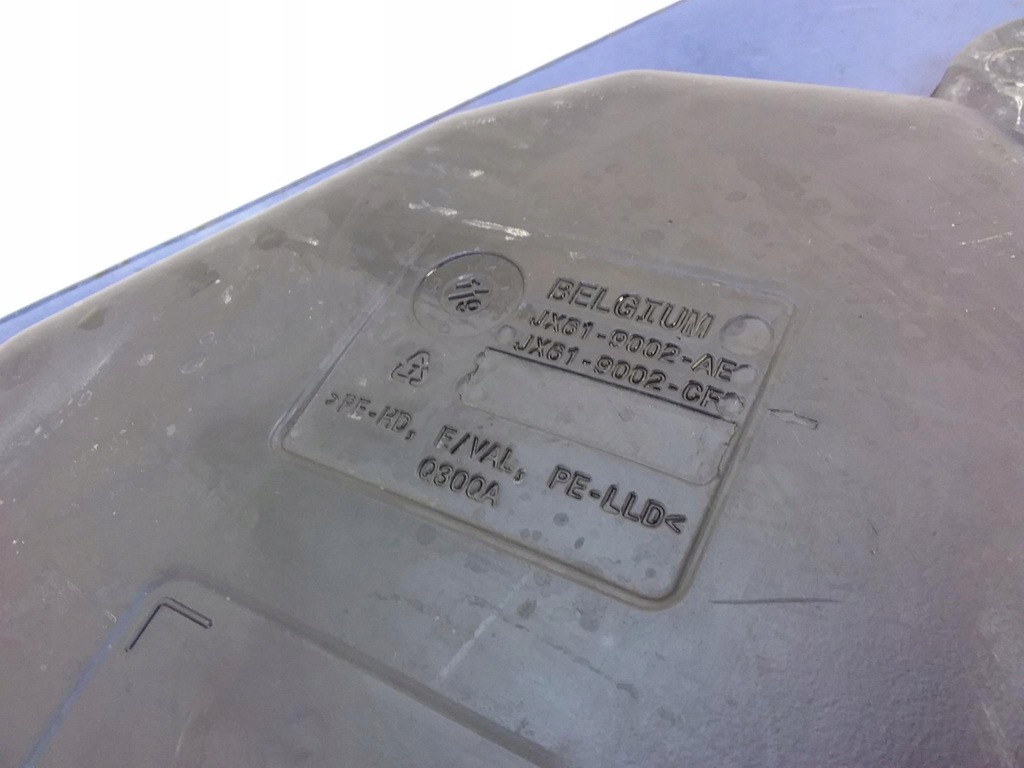 BELGIUM
JX61-9002-AE
JX61-9002-CF
>PE-HD, E/VAL, PE-LLD<
Q300A